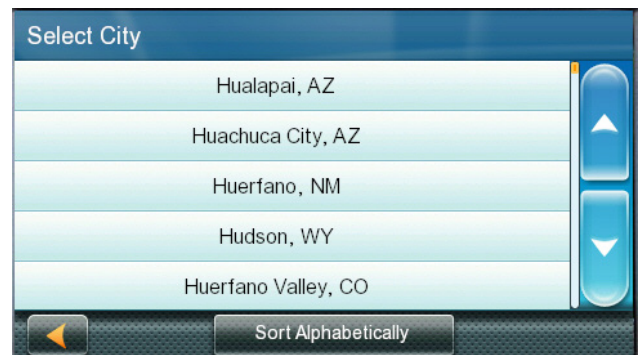 Select City
Hualapai, AZ
Huachuca City, AZ
Huerfano, NM
Hudson, WY
Huerfano Valley, CO
Sort Alphabetically